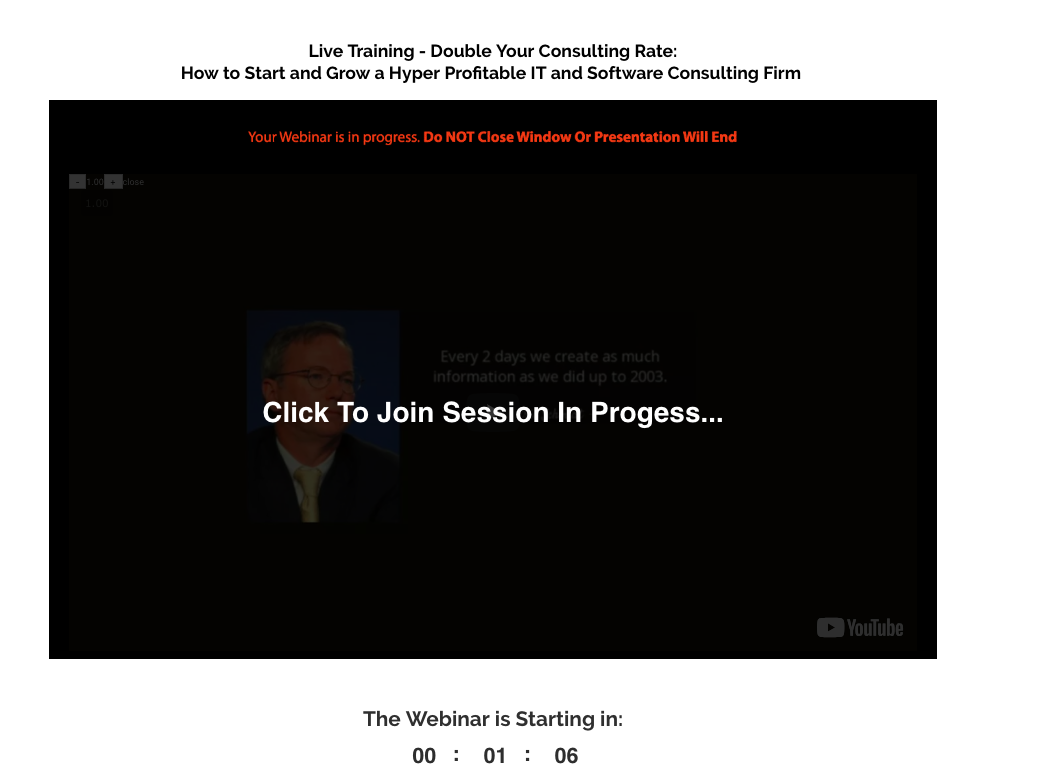 Live Training - Double Your Consulting Rate:
How to Start and Grow a Hyper Profitable IT and Software Consulting Firm
Your Webinar is in progress. Do NOT Close Window Or Presentation Will End
- 1.00 + close
1.00
Every 2 days we create as much
information as we did up to 2003.
Click To Join Session In Progess...
YouTube
The Webinar is Starting in:
00 : 01 : 06